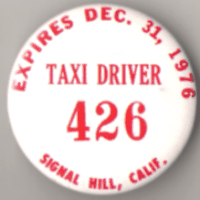 EXPIRES DEC. 31, 1976
TAXI DRIVER
426
SIGNAL HILL, CALIF.